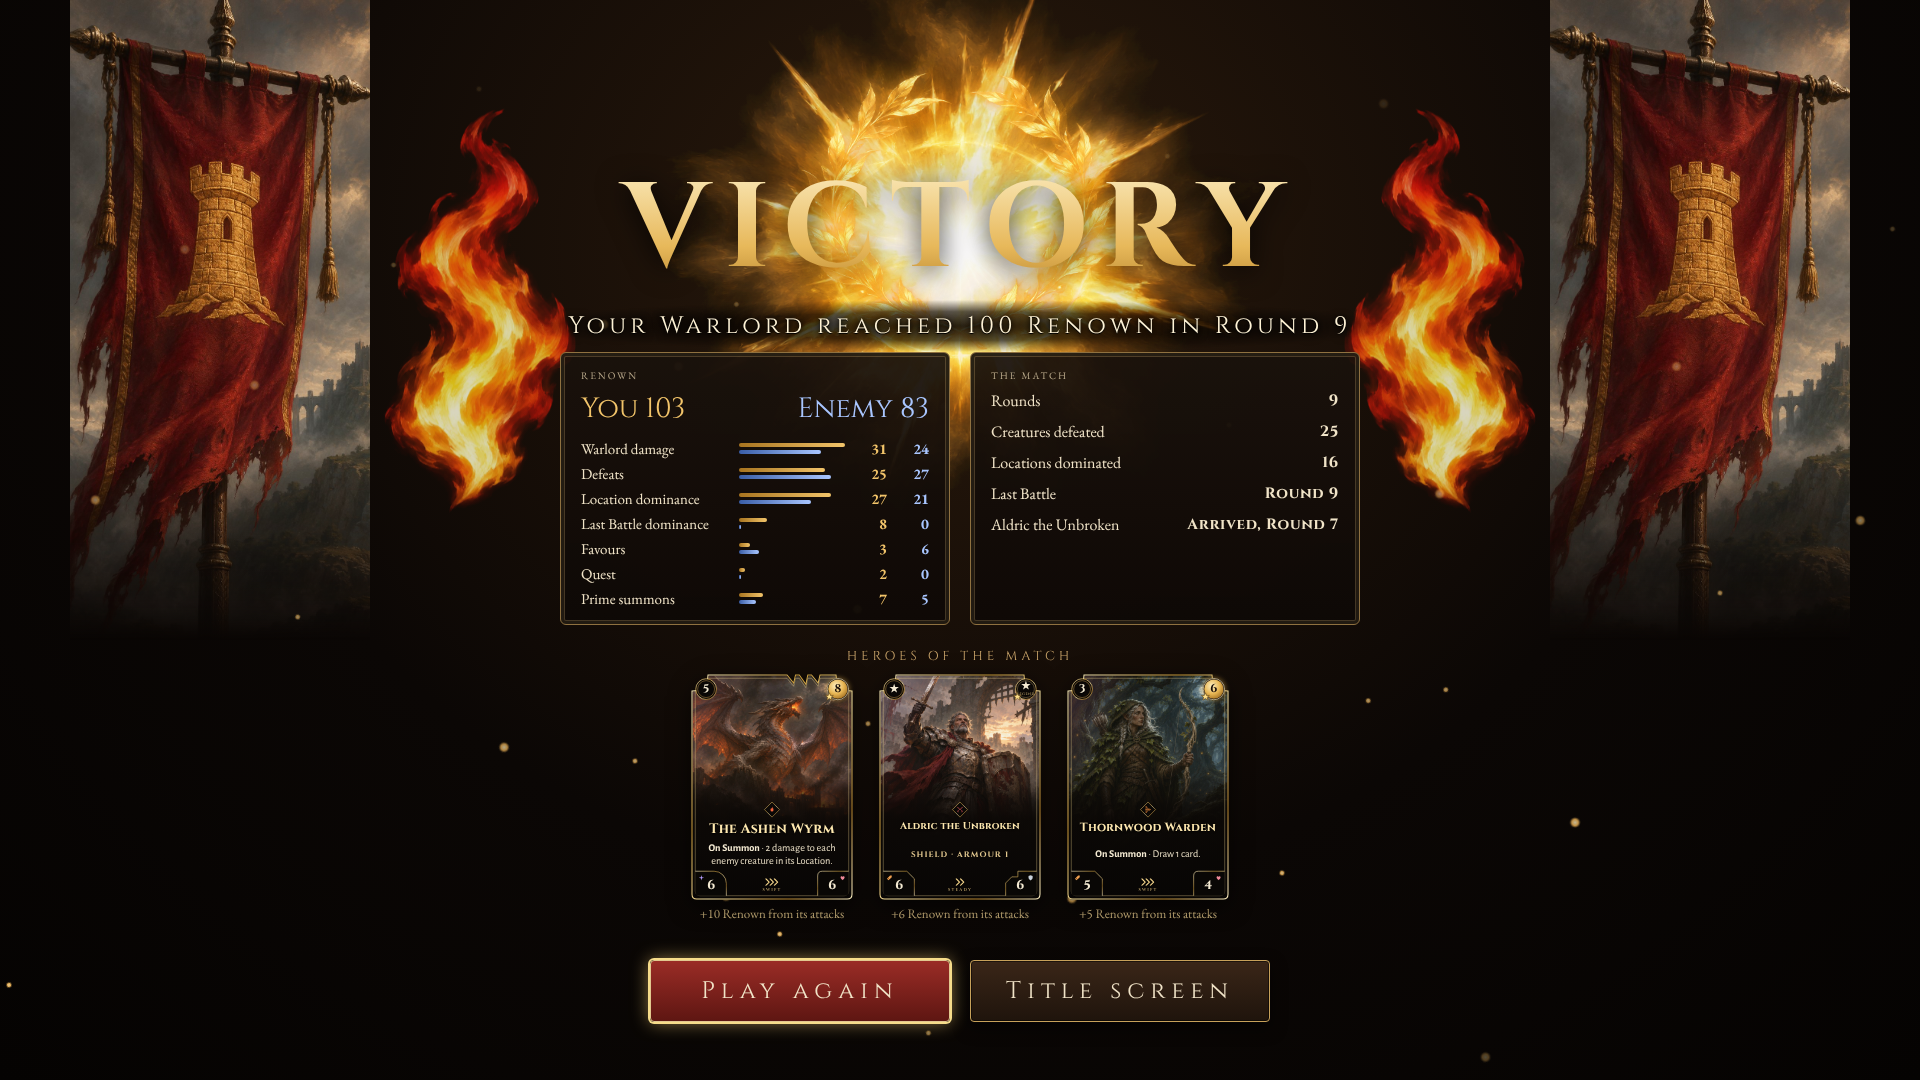 VICTORY
Your Warlord reached 100 Renown in Round 9
RENOWN
You 103 Enemy 83
Warlord damage 31 24
Defeats 25 27
Location dominance 27 21
Last Battle dominance 8 0
Favours 3 6
Quest 2 0
Prime summons 7 5
THE MATCH
Rounds 9
Creatures defeated 25
Locations dominated 16
Last Battle Round 9
Aldric the Unbroken Arrived, Round 7
HEROES OF THE MATCH
5 8
The Ashen Wyrm
On Summon · 2 damage to each
enemy creature in its Location.
6 SWIFT 6
+10 Renown from its attacks
Aldric the Unbroken
SHIELD · ARMOUR 1
6 STEADY 6
+6 Renown from its attacks
3 6
Thornwood Warden
On Summon · Draw 1 card.
5 SWIFT 4
+5 Renown from its attacks
Play again
Title screen